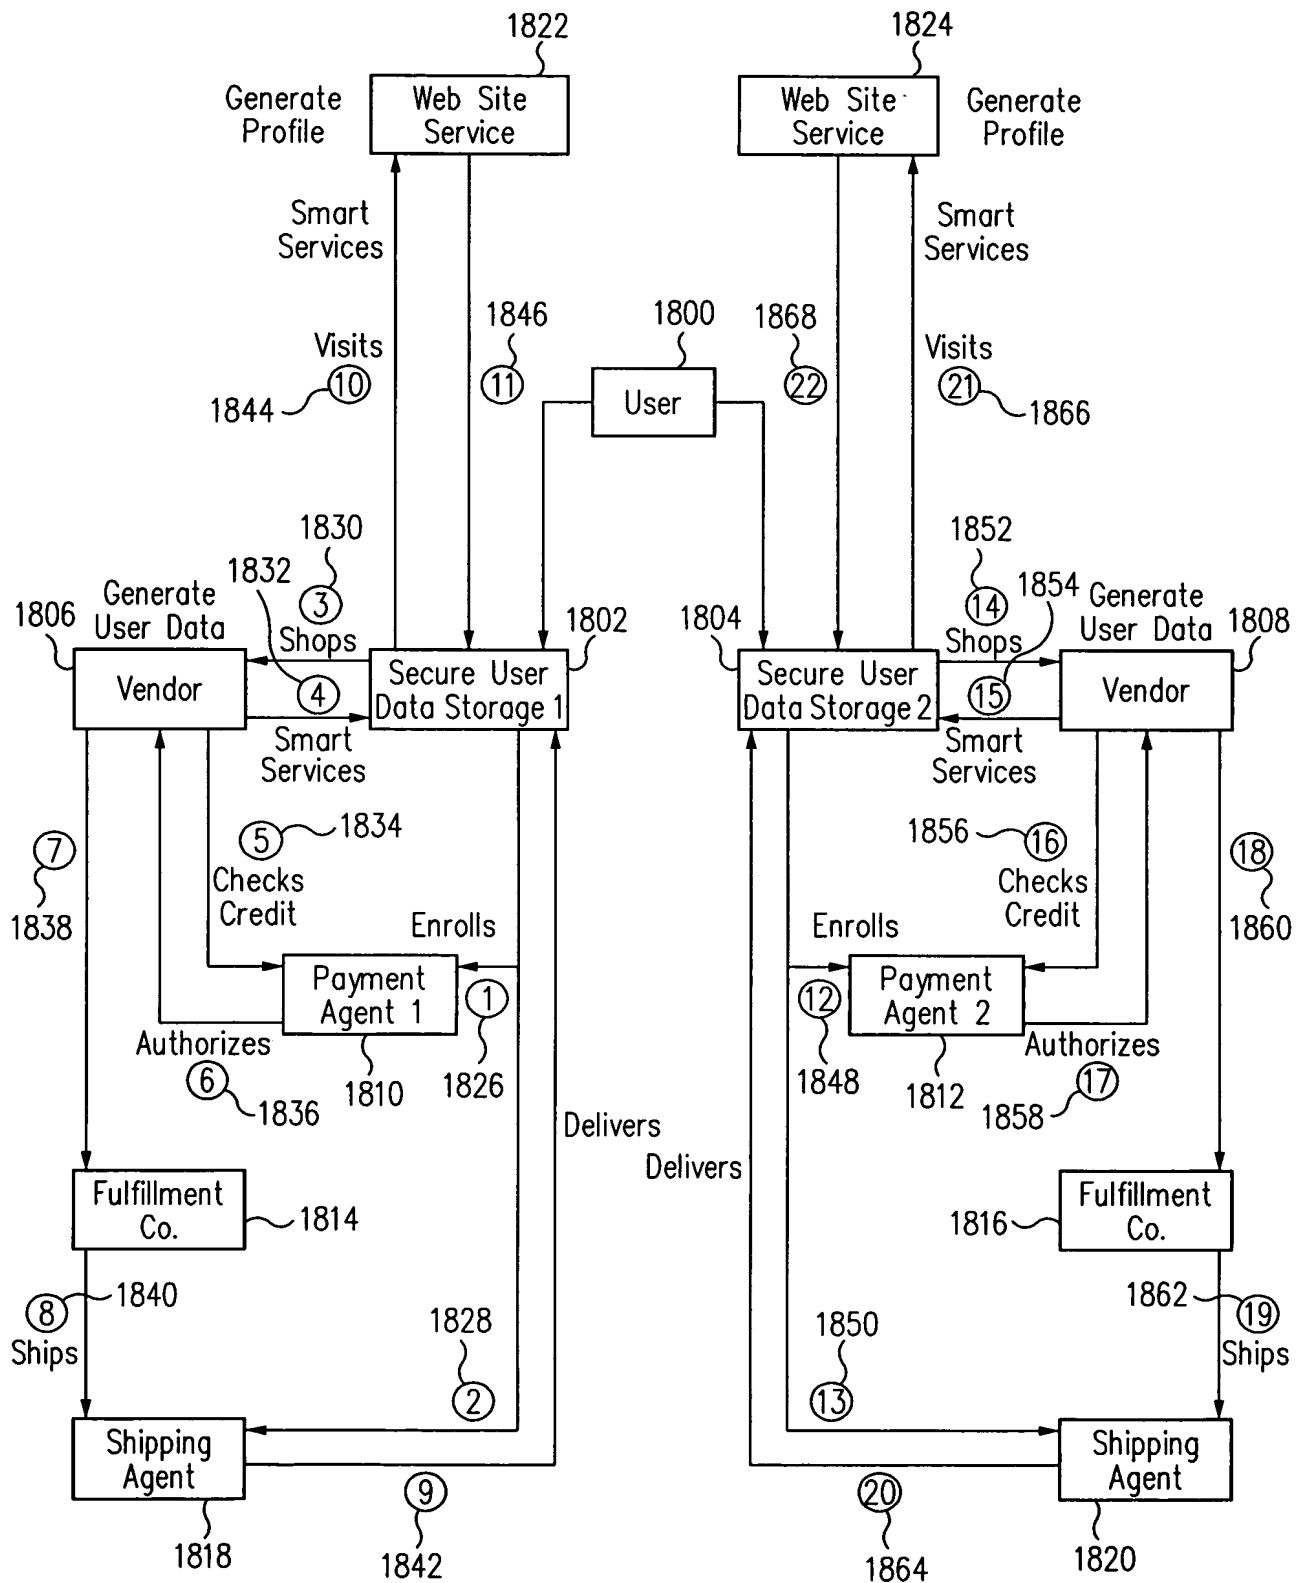 1822
1824
Generate
Profile
Web Site
Service
Web Site
Service
Generate
Profile
Smart
Services
Smart
Services
1846
1800
1868
Visits
10
11
User
22
Visits
21
1844
1866
1830
1852
1832
3
14
1854
1806
Generate
User Data
Shops
1802
1804
Shops
Generate
User Data
1808
Vendor
4
Secure User
Data Storage 1
Secure User
Data Storage 2
15
Vendor
Smart
Services
Smart
Services
7
5
1834
1856
16
18
1838
Checks
Credit
Enrolls
Enrolls
Checks
Credit
1860
Payment
Agent 1
1
12
Payment
Agent 2
Authorizes
6
1836
1810
1826
1848
1812
Authorizes
17
1858
Delivers
Delivers
Fulfillment
Co.
1814
1816
Fulfillment
Co.
8
1840
1862
19
Ships
1828
1850
Ships
2
13
Shipping
Agent
Shipping
Agent
9
20
1818
1842
1864
1820